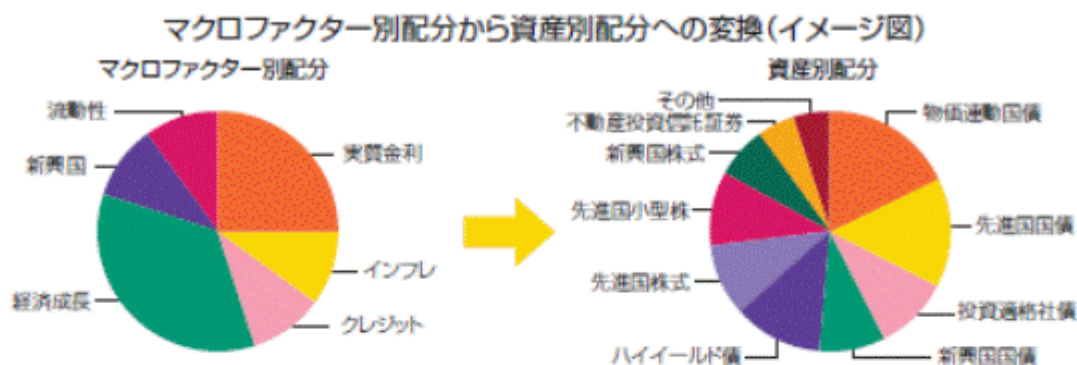 マクロファクター別配分から資産別配分への変換(イメージ図)
マクロファクター別配分
流動性
新興国
経済成長
実質金利
インフレ
クレジット
資産別配分
その他
不動産投資信託証券
新興国株式
先進国小型株
先進国株式
ハイイールド債
物価連動国債
先進国国債
投資適格社債
新興国国債